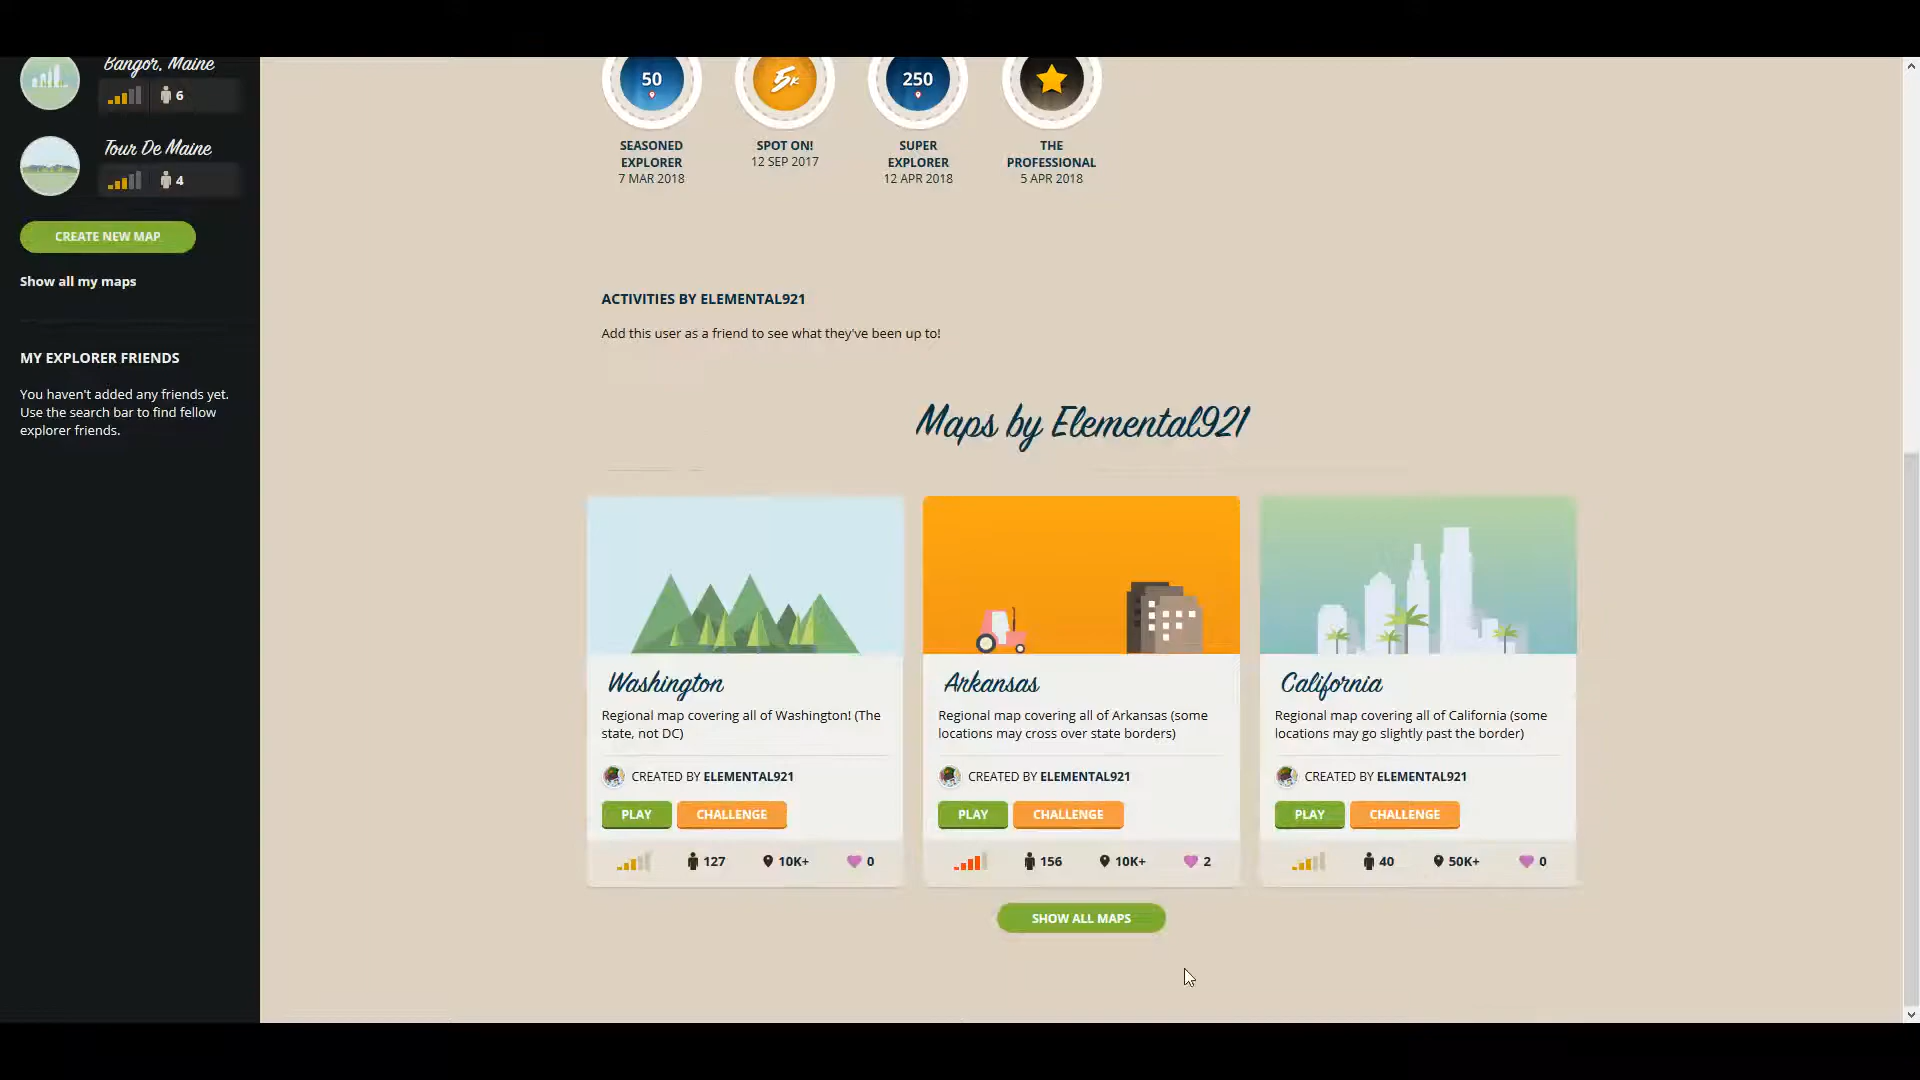 Bangor, Maine
6
Tour De Maine
4
CREATE NEW MAP
Show all my maps
MY EXPLORER FRIENDS
You haven't added any friends yet.
Use the search bar to find fellow
explorer friends.
50
5K
250
SEASONED
EXPLORER
7 MAR 2018
SPOT ON!
12 SEP 2017
SUPER
EXPLORER
12 APR 2018
THE
PROFESSIONAL
5 APR 2018
ACTIVITIES BY ELEMENTAL921
Add this user as a friend to see what they've been up to!
Maps by Elemental921
Washington
Regional map covering all of Washington! (The
state, not DC)
CREATED BY ELEMENTAL921
PLAY CHALLENGE
127 10K+ 0
Arkansas
Regional map covering all of Arkansas (some
locations may cross over state borders)
CREATED BY ELEMENTAL921
PLAY CHALLENGE
156 10K+ 2
California
Regional map covering all of California (some
locations may go slightly past the border)
CREATED BY ELEMENTAL921
PLAY CHALLENGE
40 50K+ 0
SHOW ALL MAPS